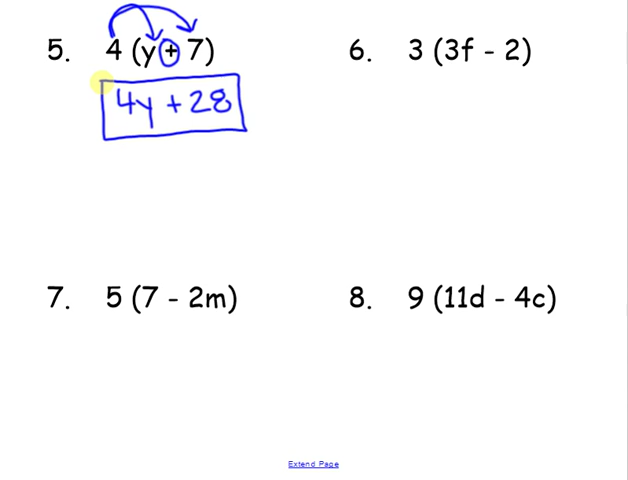 5. 4 (y + 7)
4y + 28
6. 3 (3f - 2)
7. 5 (7 - 2m)
8. 9 (11d - 4c)
Extend Page